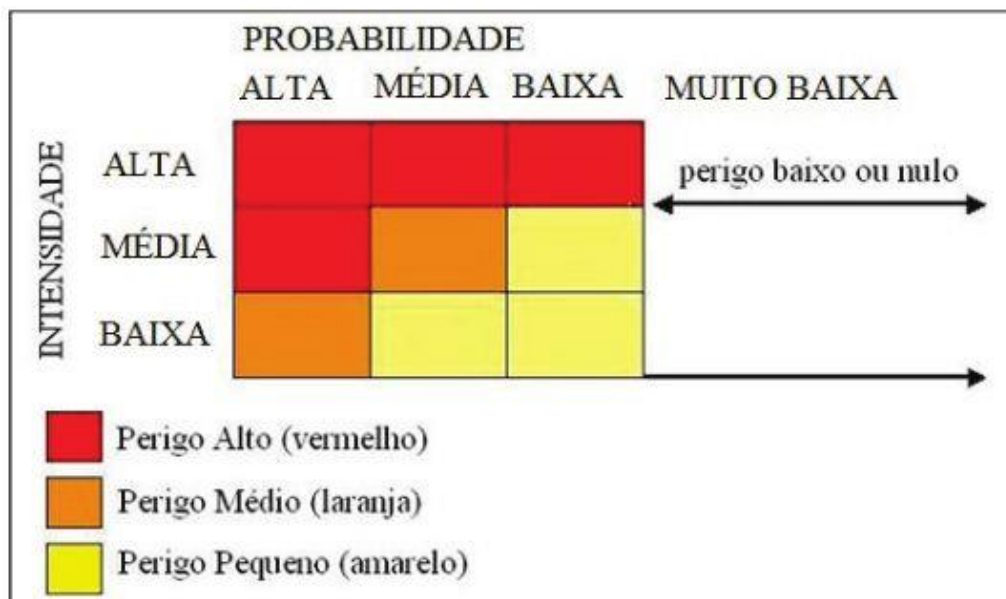 PROBABILIDADE
ALTA MÉDIA BAIXA MUITO BAIXA
INTENSIDADE
ALTA
perigo baixo ou nulo
MÉDIA
BAIXA
Perigo Alto (vermelho)
Perigo Médio (laranja)
Perigo Pequeno (amarelo)